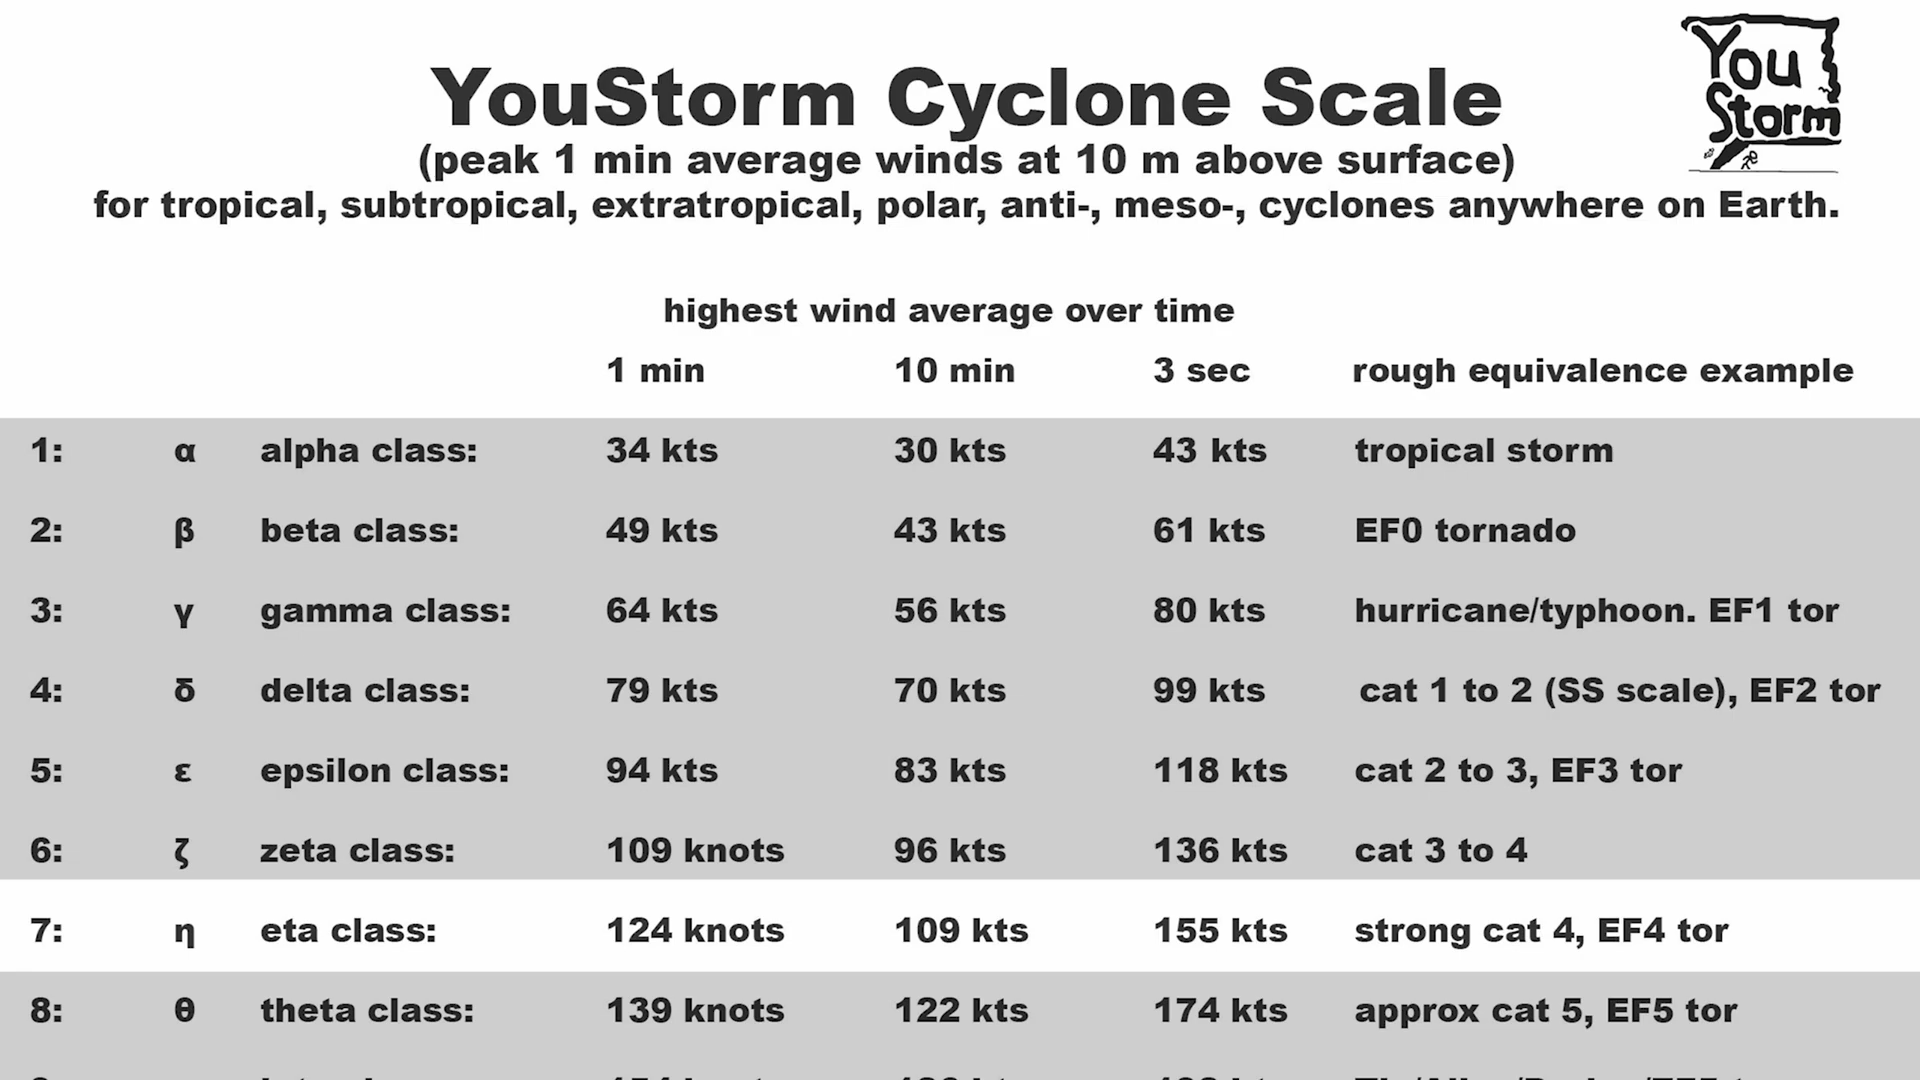 You
Storm
YouStorm Cyclone Scale
(peak 1 min average winds at 10 m above surface)
for tropical, subtropical, extratropical, polar, anti-, meso-, cyclones anywhere on Earth.
highest wind average over time
1 min 10 min 3 sec rough equivalence example
1: α alpha class: 34 kts 30 kts 43 kts tropical storm
2: β beta class: 49 kts 43 kts 61 kts EF0 tornado
3: γ gamma class: 64 kts 56 kts 80 kts hurricane/typhoon. EF1 tor
4: δ delta class: 79 kts 70 kts 99 kts cat 1 to 2 (SS scale), EF2 tor
5: ε epsilon class: 94 kts 83 kts 118 kts cat 2 to 3, EF3 tor
6: ζ zeta class: 109 knots 96 kts 136 kts cat 3 to 4
7: η eta class: 124 knots 109 kts 155 kts strong cat 4, EF4 tor
8: θ theta class: 139 knots 122 kts 174 kts approx cat 5, EF5 tor